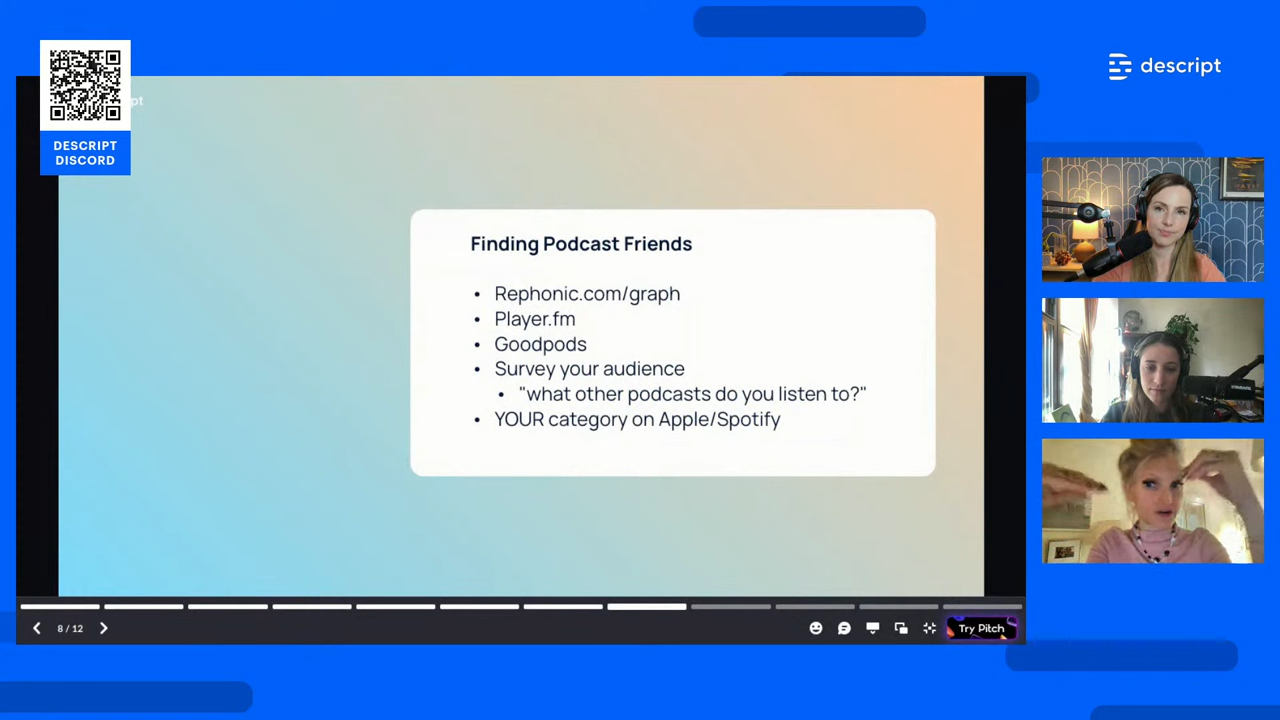 descript
pt
DESCRIPT
DISCORD
Finding Podcast Friends
• Rephonic.com/graph
• Player.fm
• Goodpods
• Survey your audience
• "what other podcasts do you listen to?"
• YOUR category on Apple/Spotify
8 / 12
Try Pitch